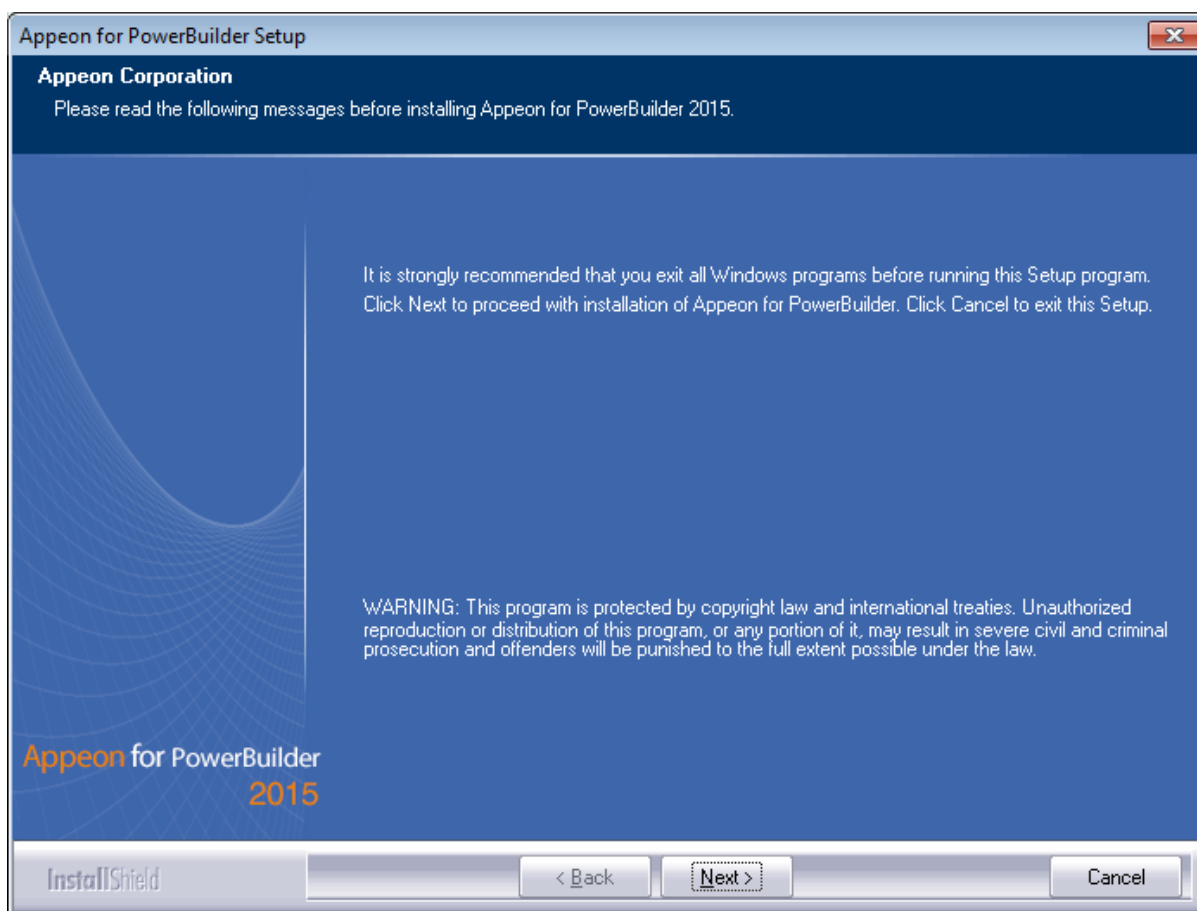 Appeon for PowerBuilder Setup
Appeon Corporation
Please read the following messages before installing Appeon for PowerBuilder 2015.
It is strongly recommended that you exit all Windows programs before running this Setup program.
Click Next to proceed with installation of Appeon for PowerBuilder. Click Cancel to exit this Setup.
WARNING: This program is protected by copyright law and international treaties. Unauthorized
reproduction or distribution of this program, or any portion of it, may result in severe civil and criminal
prosecution and offenders will be punished to the full extent possible under the law.
Appeon for PowerBuilder
2015
InstallShield
< Back
Next >
Cancel